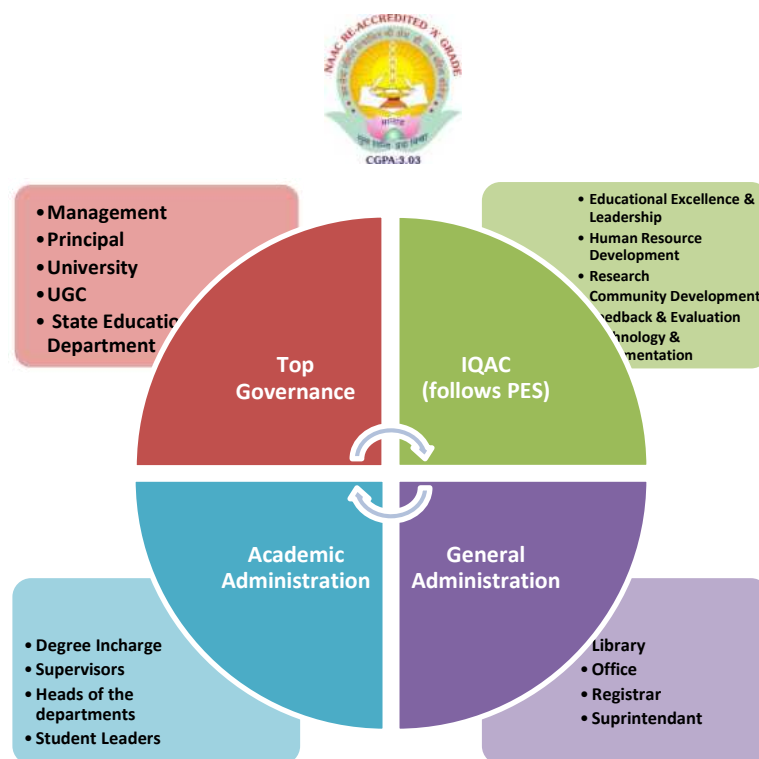 NAAC RE-ACCREDITED 'A' GRADE
CGPA:3.03
•Management
•Principal
•University
•UGC
• State Educatio
Department
Top
Governance
• Educational Excellence &
Leadership
• Human Resource
Development
• Research
Community Development
eedback & Evaluation
hnology &
mentation
IQAC
(follows PES)
Academic
Administration
• Degree Incharge
• Supervisors
• Heads of the
departments
• Student Leaders
General
Administration
Library
• Office
• Registrar
• Suprintendant